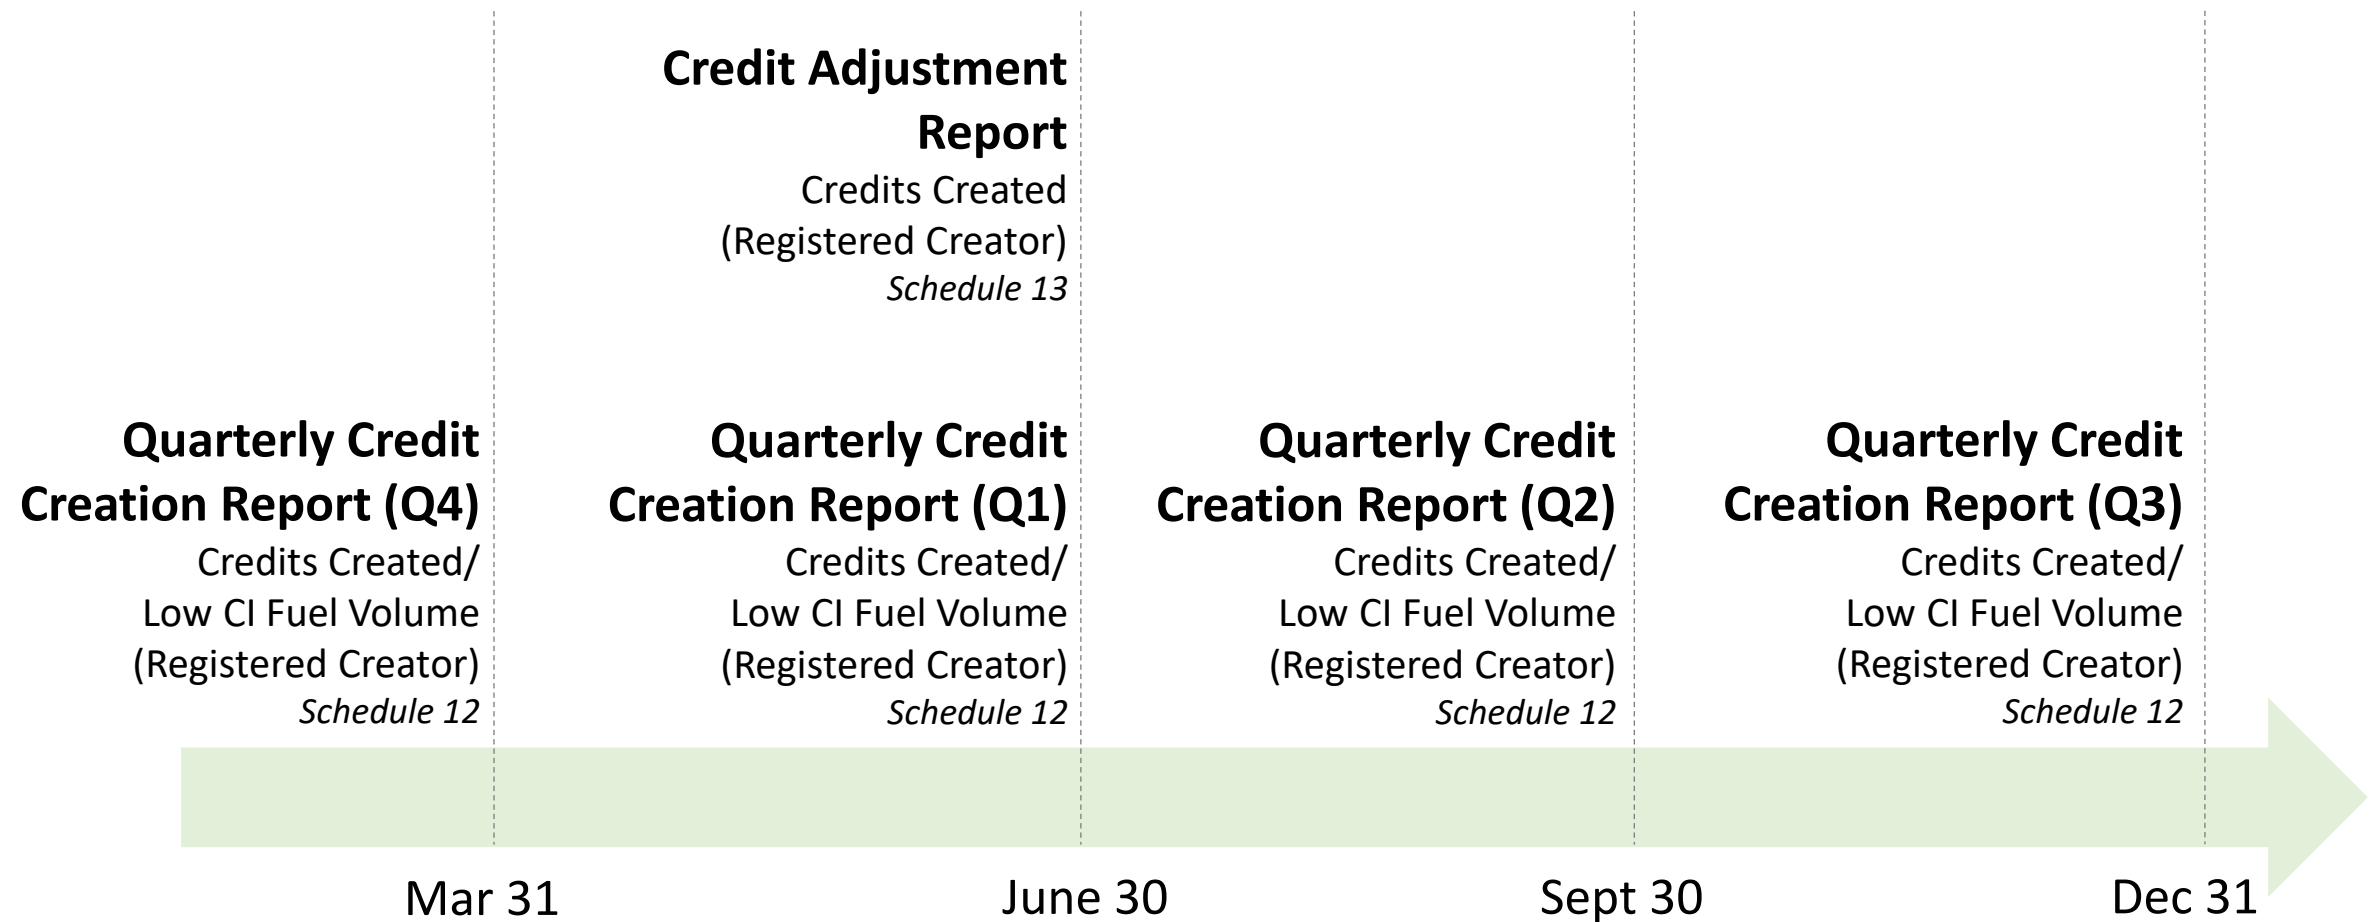 Credit Adjustment
Report
Credits Created
(Registered Creator)
Schedule 13
Quarterly Credit
Creation Report (Q4)
Credits Created/
Low CI Fuel Volume
(Registered Creator)
Schedule 12
Quarterly Credit
Creation Report (Q1)
Credits Created/
Low CI Fuel Volume
(Registered Creator)
Schedule 12
Quarterly Credit
Creation Report (Q2)
Credits Created/
Low CI Fuel Volume
(Registered Creator)
Schedule 12
Quarterly Credit
Creation Report (Q3)
Credits Created/
Low CI Fuel Volume
(Registered Creator)
Schedule 12
Mar 31
June 30
Sept 30
Dec 31